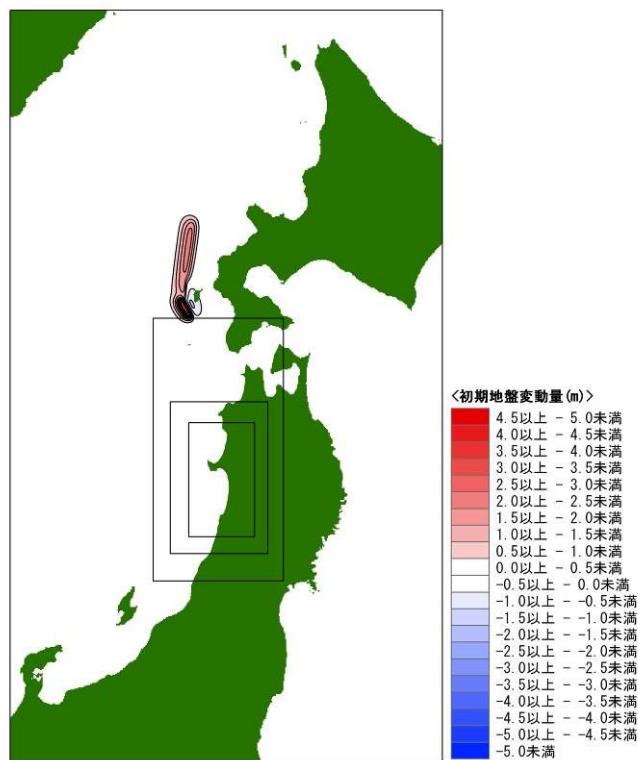 <初期地盤変動量(m)>
4.5以上 - 5.0未満
4.0以上 - 4.5未満
3.5以上 - 4.0未満
3.0以上 - 3.5未満
2.5以上 - 3.0未満
2.0以上 - 2.5未満
1.5以上 - 2.0未満
1.0以上 - 1.5未満
0.5以上 - 1.0未満
0.0以上 - 0.5未満
-0.5以上 - 0.0未満
-1.0以上 - -0.5未満
-1.5以上 - -1.0未満
-2.0以上 - -1.5未満
-2.5以上 - -2.0未満
-3.0以上 - -2.5未満
-3.5以上 - -3.0未満
-4.0以上 - -3.5未満
-4.5以上 - -4.0未満
-5.0以上 - -4.5未満
-5.0未満